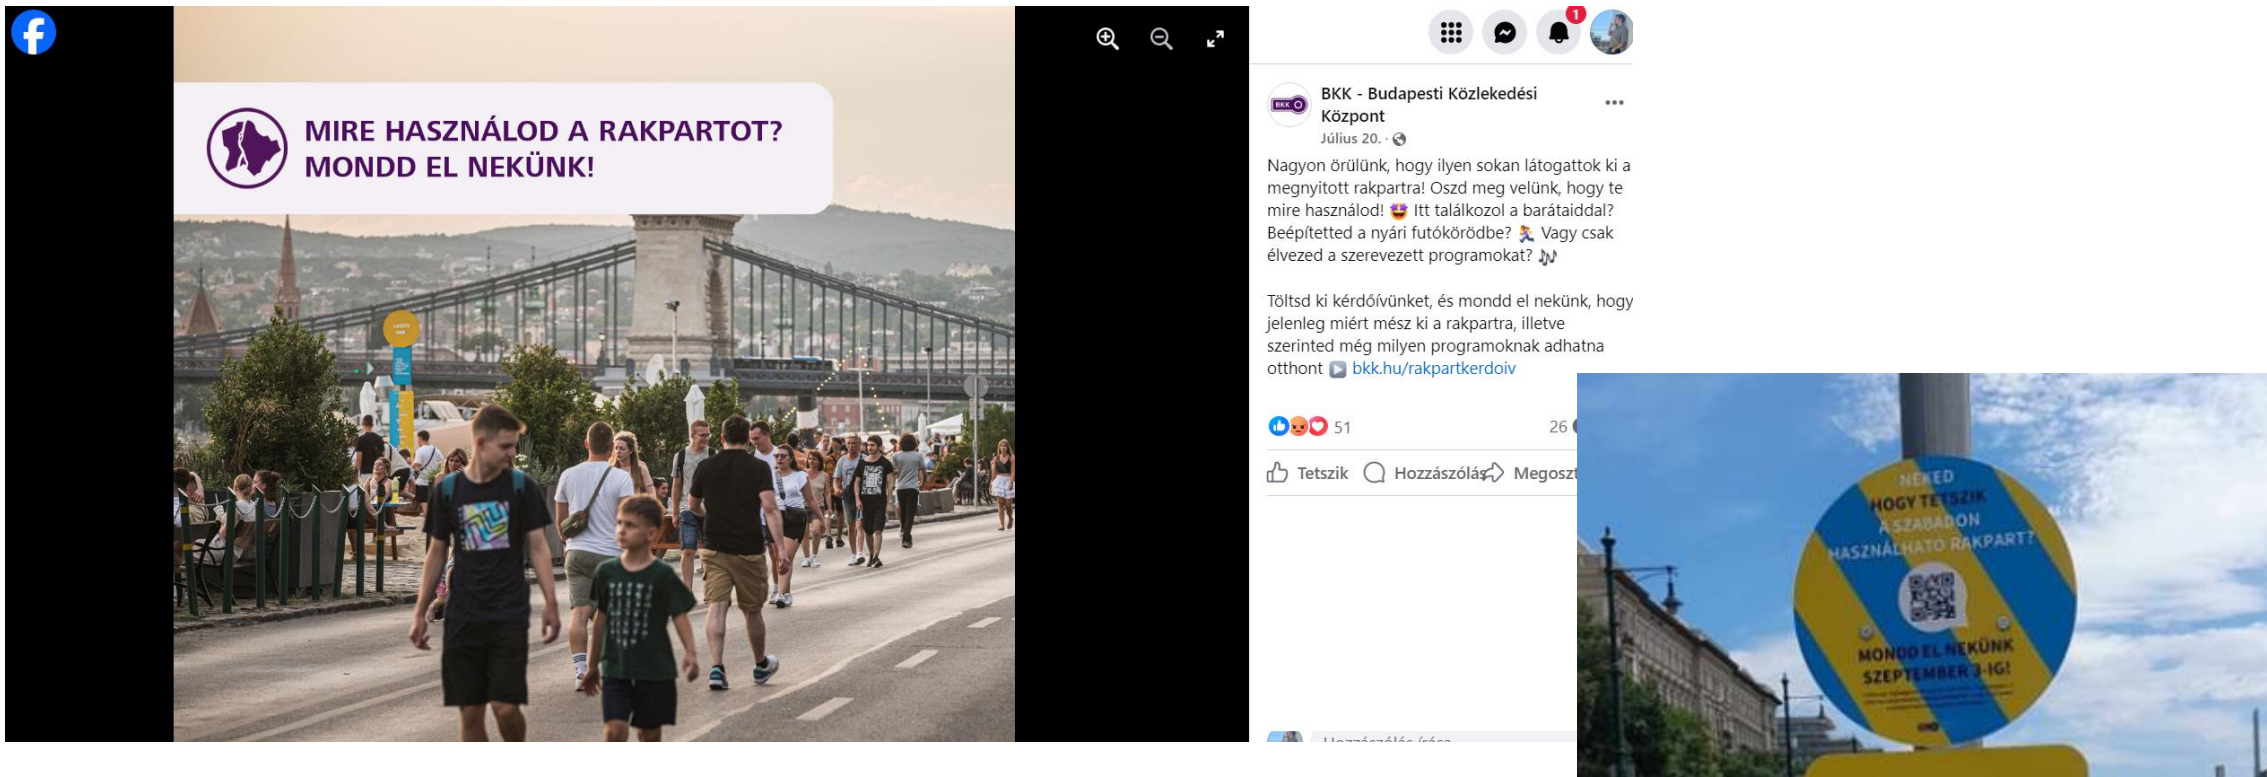 MIRE HASZNÁLOD A RAKPARTOT?
MONDD EL NEKÜNK!
1
BKK
BKK - Budapesti Közlekedési
Központ
Július 20. ·
Nagyon örülünk, hogy ilyen sokan látogattok ki a
megnyitott rakpartra! Oszd meg velünk, hogy te
mire használod! 🤩 Itt találkozol a barátaiddal?
Beépítetted a nyári futókörödbe? 🏃‍♀️ Vagy csak
élvezed a szerevezett programokat? 🎶
Töltsd ki kérdőívünket, és mondd el nekünk, hogy
jelenleg miért mész ki a rakpartra, illetve
szerinted még milyen programoknak adhatna
otthont ▶️ bkk.hu/rakpartkerdoiv
51
26
Tetszik Hozzászólás Megoszt
NEKED
HOGY TETSZIK
A SZABADON
HASZNÁLHATÓ RAKPART?
MONDD EL NEKÜNK
SZEPTEMBER 3-IG!